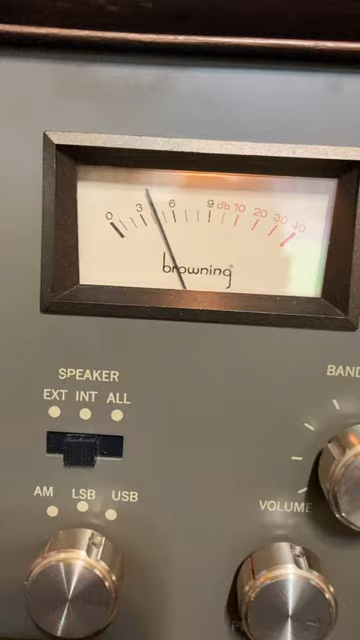 0 3 6 9 db 10 20 30 40
browning
SPEAKER
EXT INT ALL
BAND
AM LSB USB
VOLUME